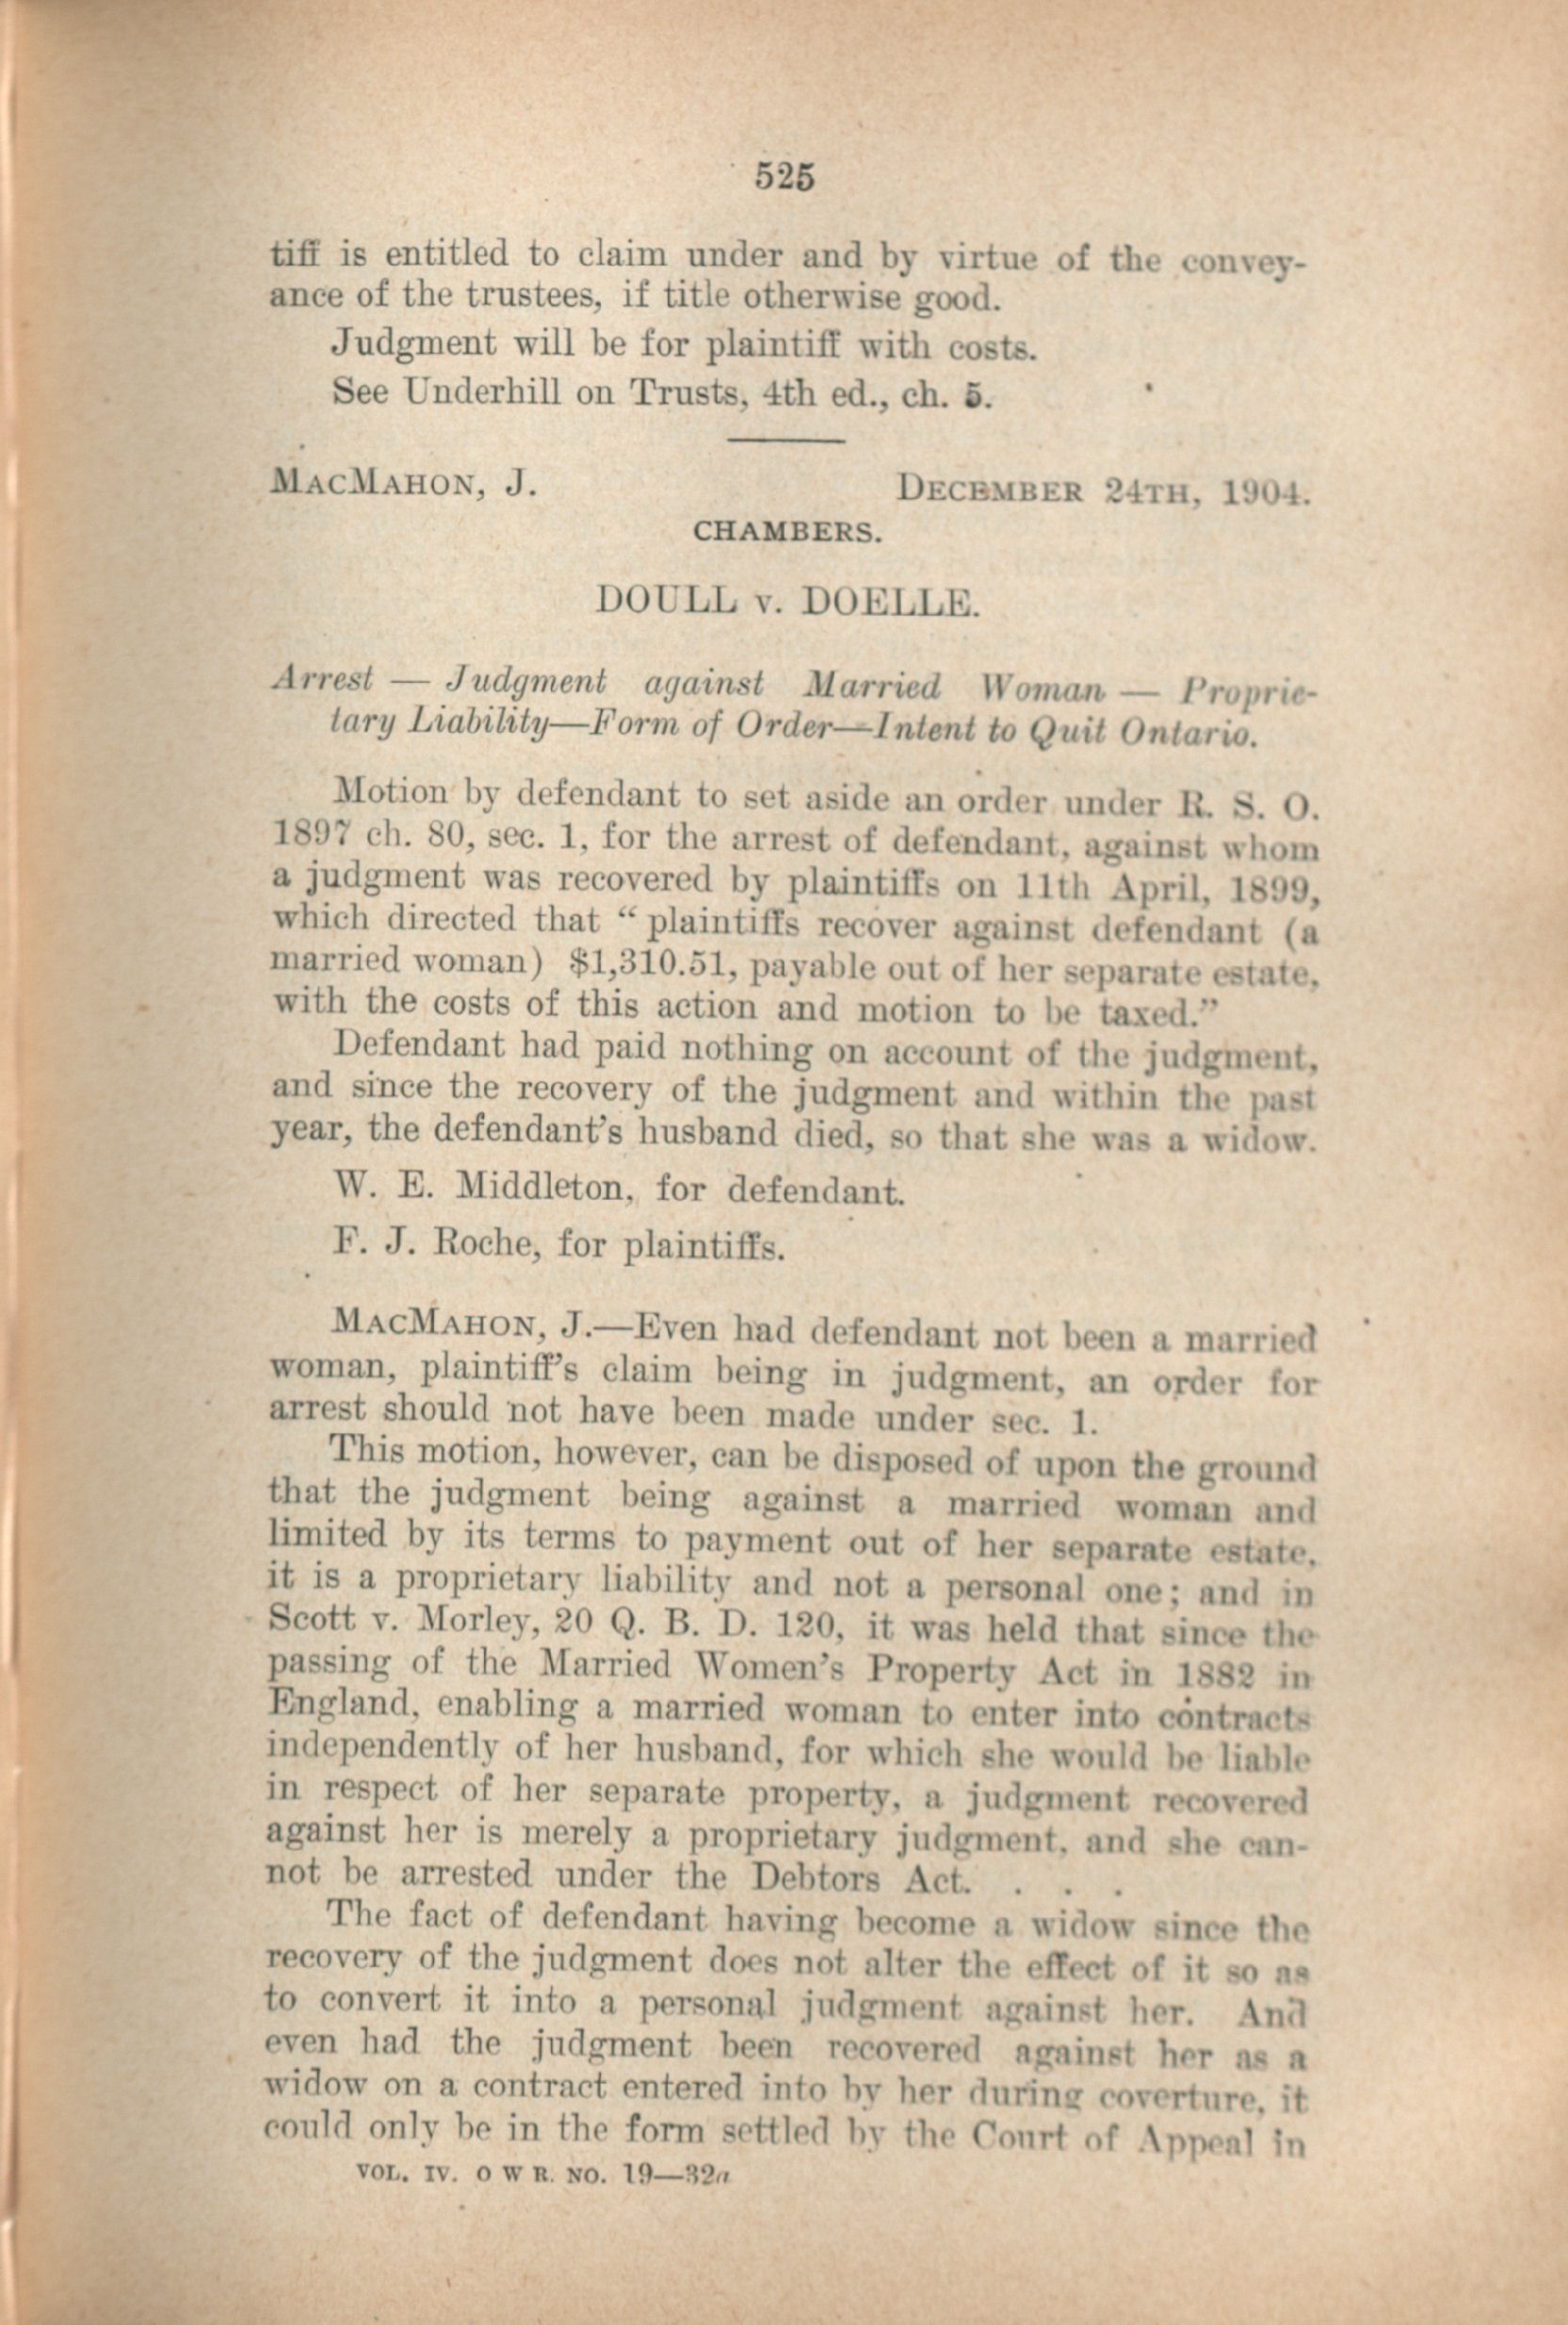 525
tiff is entitled to claim under and by virtue of the convey-
ance of the trustees, if title otherwise good.
Judgment will be for plaintiff with costs.
See Underhill on Trusts, 4th ed., ch. 5.
MACMAHON, J. DECEMBER 24TH, 1904.
CHAMBERS.
DOULL v. DOELLE.
Arrest — Judgment against Married Woman — Proprie-
tary Liability—Form of Order—Intent to Quit Ontario.
Motion by defendant to set aside an order under R. S. O.
1897 ch. 80, sec. 1, for the arrest of defendant, against whom
a judgment was recovered by plaintiffs on 11th April, 1899,
which directed that “ plaintiffs recover against defendant (a
married woman) $1,310.51, payable out of her separate estate,
with the costs of this action and motion to be taxed.”
Defendant had paid nothing on account of the judgment,
and since the recovery of the judgment and within the past
year, the defendant's husband died, so that she was a widow.
W. E. Middleton, for defendant.
F. J. Roche, for plaintiffs.
MACMAHON, J.—Even had defendant not been a married
woman, plaintiff's claim being in judgment, an order for
arrest should not have been made under sec. 1.
This motion, however, can be disposed of upon the ground
that the judgment being against a married woman and
limited by its terms to payment out of her separate estate,
it is a proprietary liability and not a personal one; and in
Scott v. Morley, 20 Q. B. D. 120, it was held that since the
passing of the Married Women's Property Act in 1882 in
England, enabling a married woman to enter into contracts
independently of her husband, for which she would be liable
in respect of her separate property, a judgment recovered
against her is merely a proprietary judgment, and she can-
not be arrested under the Debtors Act. . . .
The fact of defendant having become a widow since the
recovery of the judgment does not alter the effect of it so as
to convert it into a personal judgment against her. And
even had the judgment been recovered against her as a
widow on a contract entered into by her during coverture, it
could only be in the form settled by the Court of Appeal in
VOL. IV. O W R. NO. 19—32a